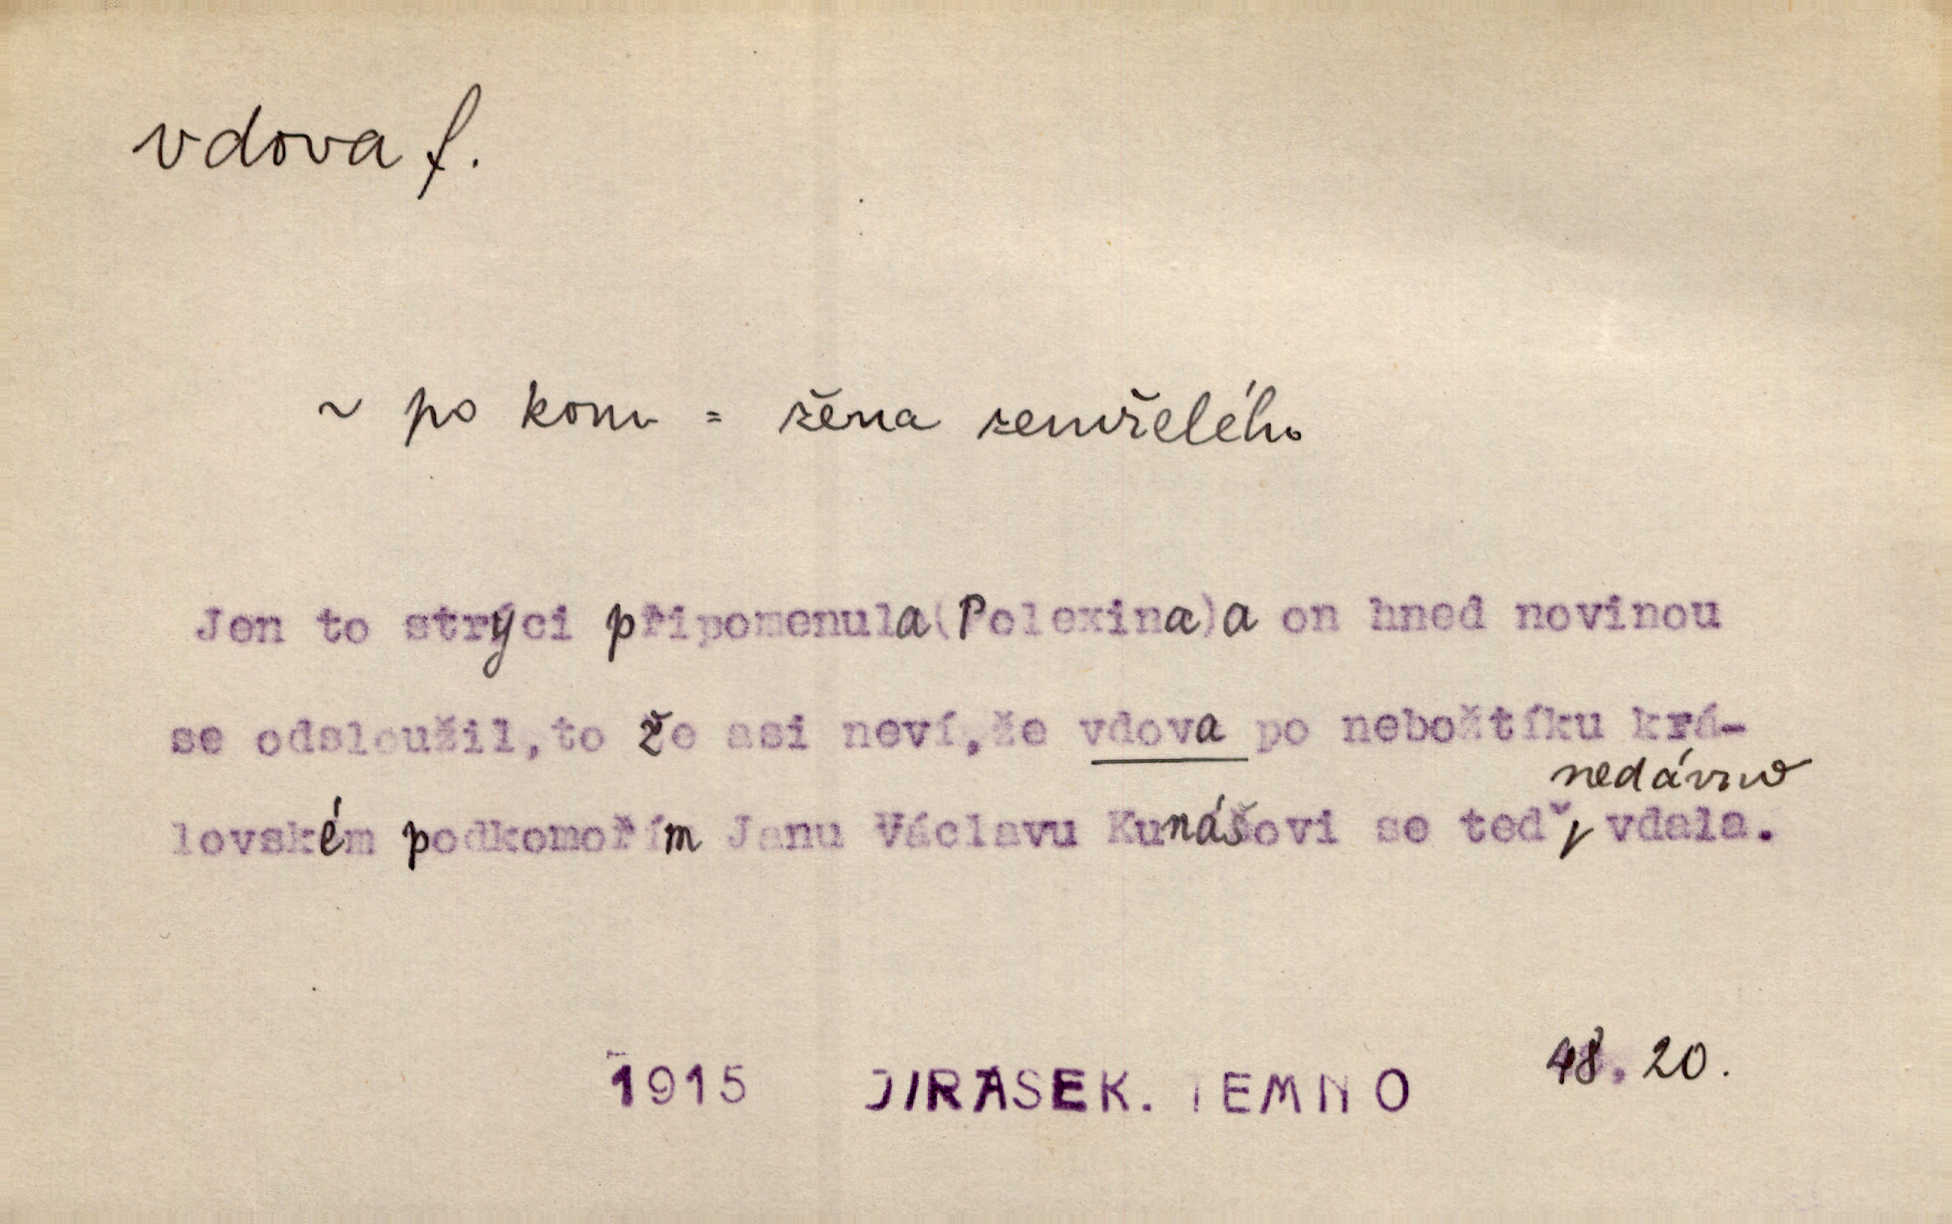 vdova f.
~ po kom = žena zemřelého
Jen to strýci připomenula (Polexina) a on hned novinou
se odsloužil, to že asi neví, že vdova po nebožtíku krá-
nedávno
lovském podkomořím Janu Václavu Kunášovi se teď vdala.
1915 JIRASEK. TEMNO 48. 20.